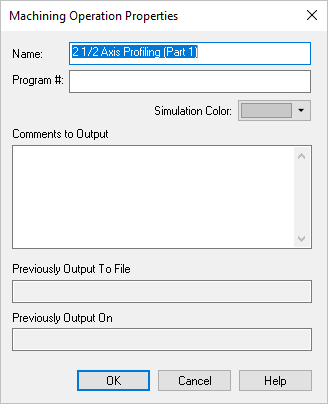 Machining Operation Properties
Name: 2 1/2 Axis Profiling (Part 1)
Program #:
Simulation Color:
Comments to Output
Previously Output To File
Previously Output On
OK Cancel Help